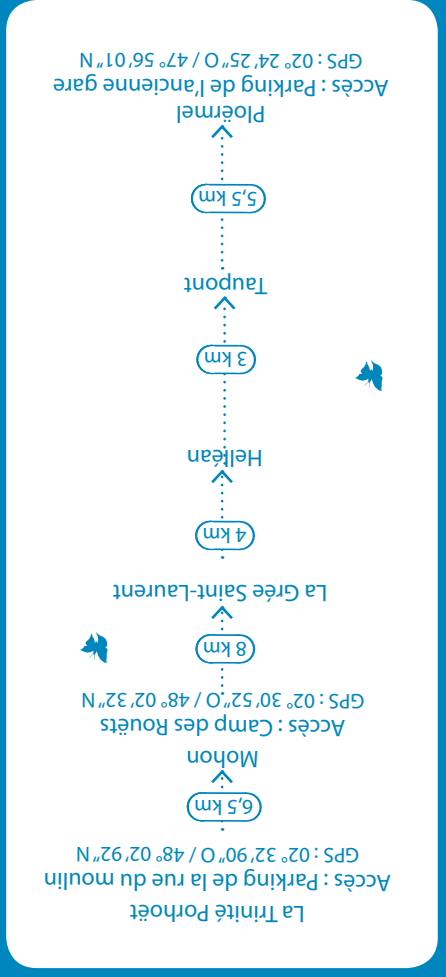 La Trinité Porhoët
Accès : Parking de la rue du moulin
GPS : 02° 32‘90‘‘ O / 48° 02‘92‘‘ N
6,5 km
Mohon
Accès : Camp des Rouëts
GPS : 02° 30‘52‘‘O / 48° 02‘32‘‘ N
8 km
La Grée Saint-Laurent
4 km
Helléan
3 km
Taupont
5,5 km
Ploërmel
Accès : Parking de l’ancienne gare
GPS : 02° 24‘ 25‘‘ O / 47° 56‘01‘‘ N